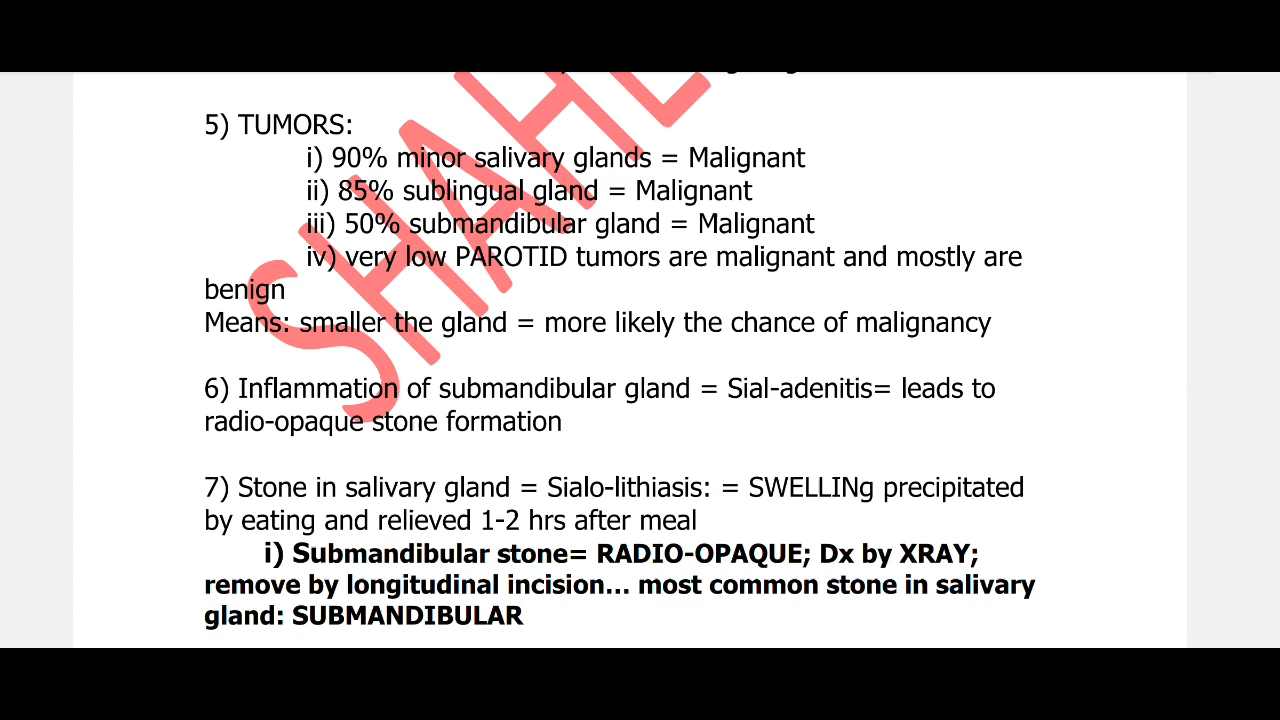 5) TUMORS:
i) 90% minor salivary glands = Malignant
ii) 85% sublingual gland = Malignant
iii) 50% submandibular gland = Malignant
iv) very low PAROTID tumors are malignant and mostly are
benign
Means: smaller the gland = more likely the chance of malignancy
6) Inflammation of submandibular gland = Sial-adenitis= leads to
radio-opaque stone formation
7) Stone in salivary gland = Sialo-lithiasis: = SWELLINg precipitated
by eating and relieved 1-2 hrs after meal
i) Submandibular stone= RADIO-OPAQUE; Dx by XRAY;
remove by longitudinal incision... most common stone in salivary
gland: SUBMANDIBULAR